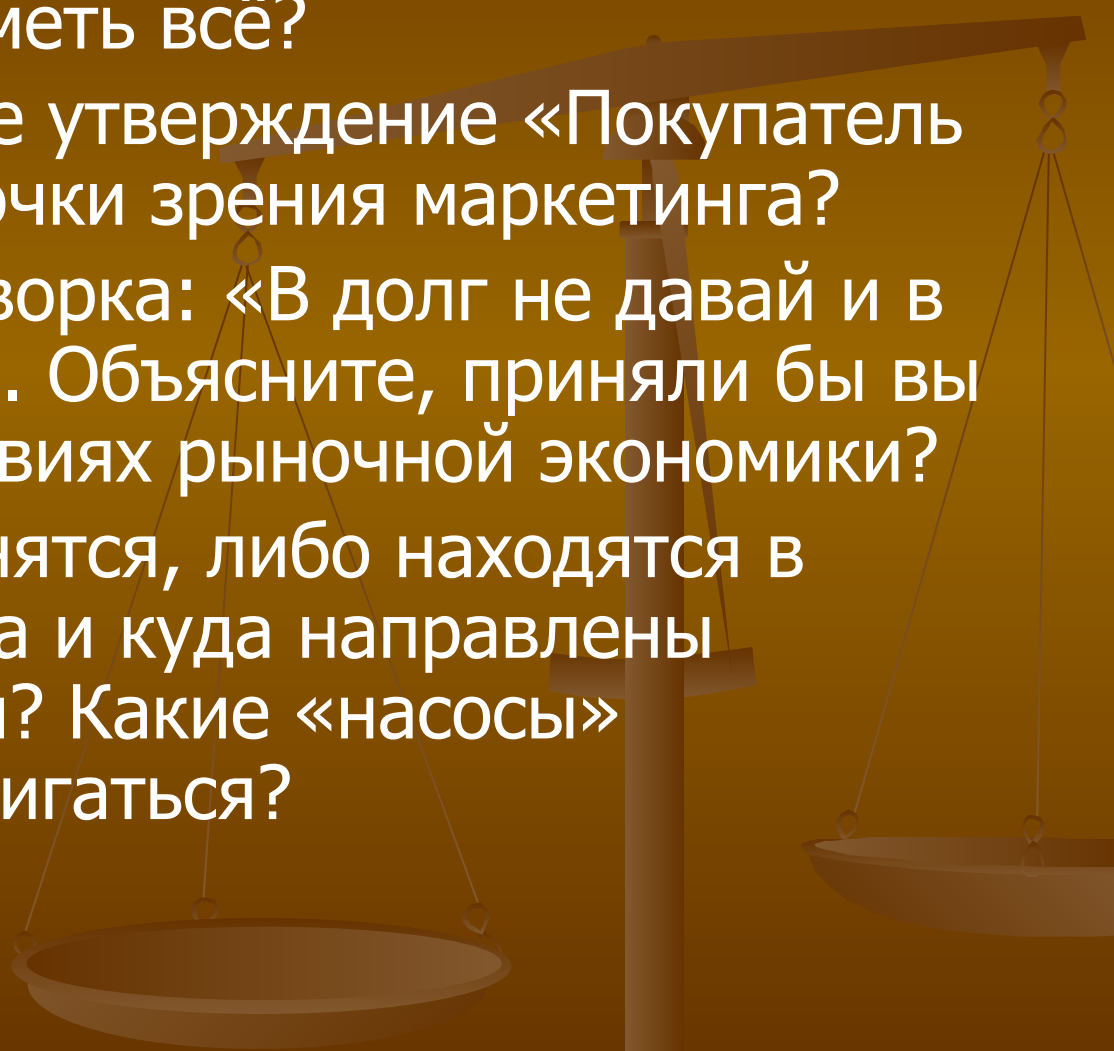 меть всё?
е утверждение «Покупатель
очки зрения маркетинга?
ворка: «В долг не давай и в
. Объясните, приняли бы вы
виях рыночной экономики?
нятся, либо находятся в
а и куда направлены
и? Какие «насосы»
игаться?